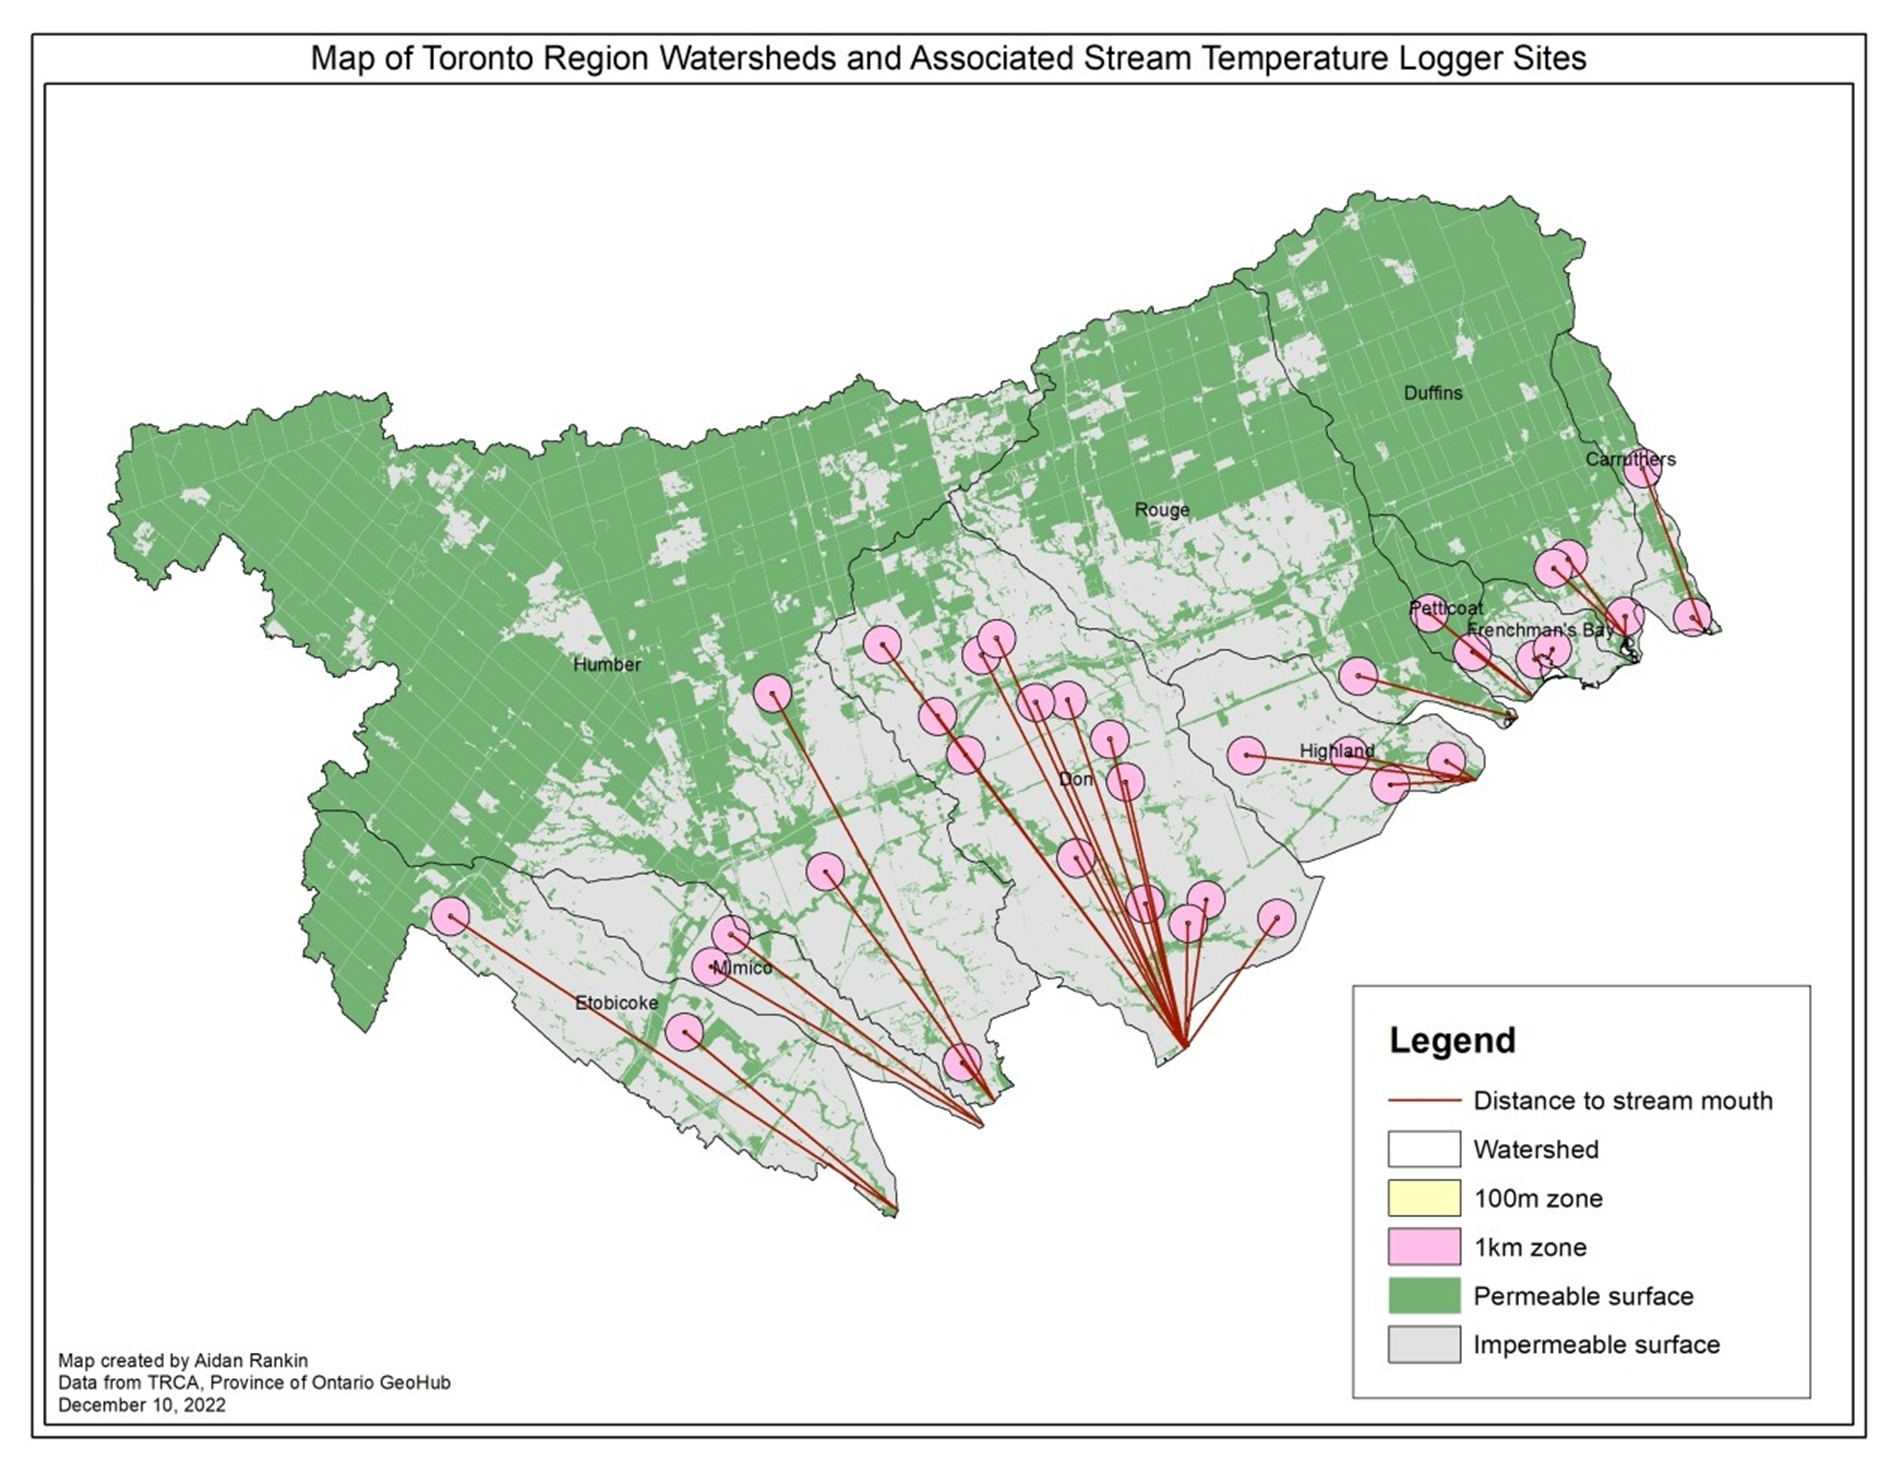 Map of Toronto Region Watersheds and Associated Stream Temperature Logger Sites
Duffins
Carruthers
Rouge
Petticoat
Frenchman's Bay
Humber
Highland
Don
Mimico
Etobicoke
Legend
Distance to stream mouth
Watershed
100m zone
1km zone
Permeable surface
Impermeable surface
Map created by Aidan Rankin
Data from TRCA, Province of Ontario GeoHub
December 10, 2022